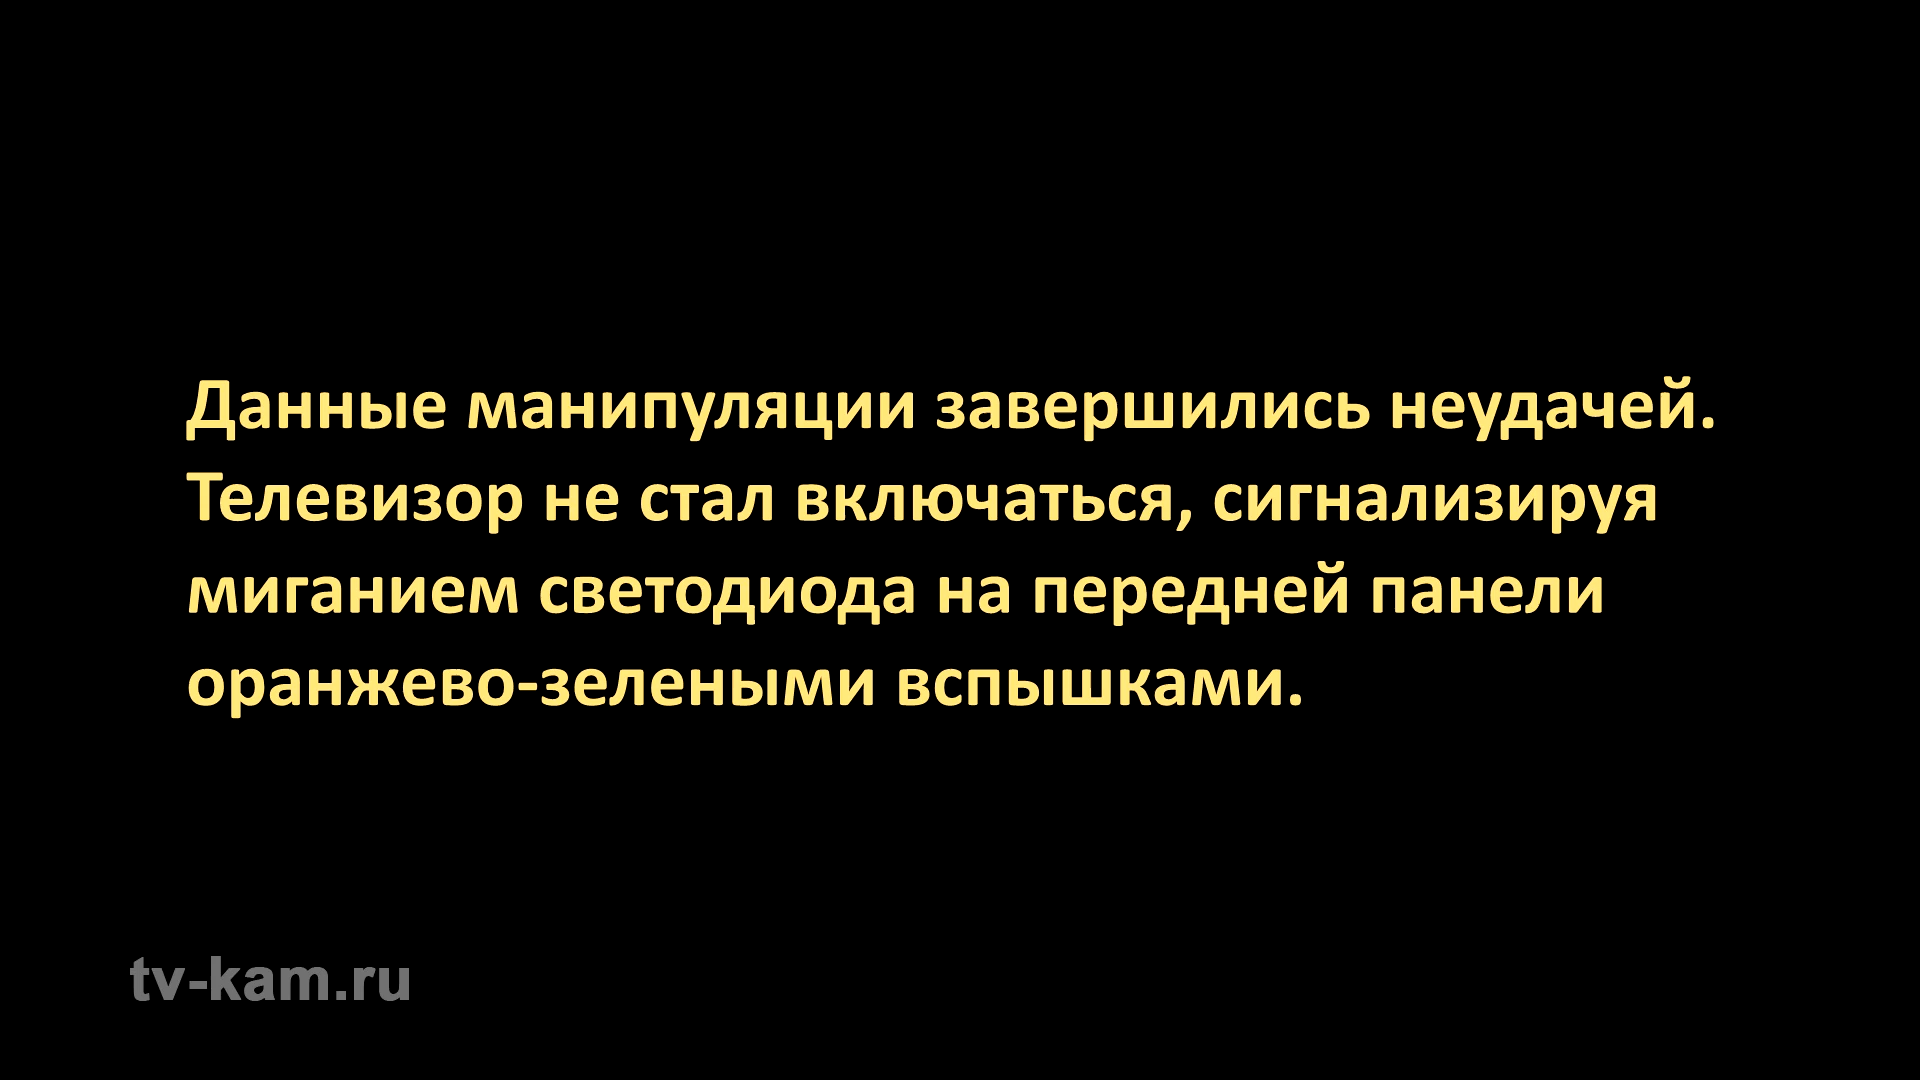 Данные манипуляции завершились неудачей.
Телевизор не стал включаться, сигнализируя
миганием светодиода на передней панели
оранжево-зелеными вспышками.
tv-kam.ru